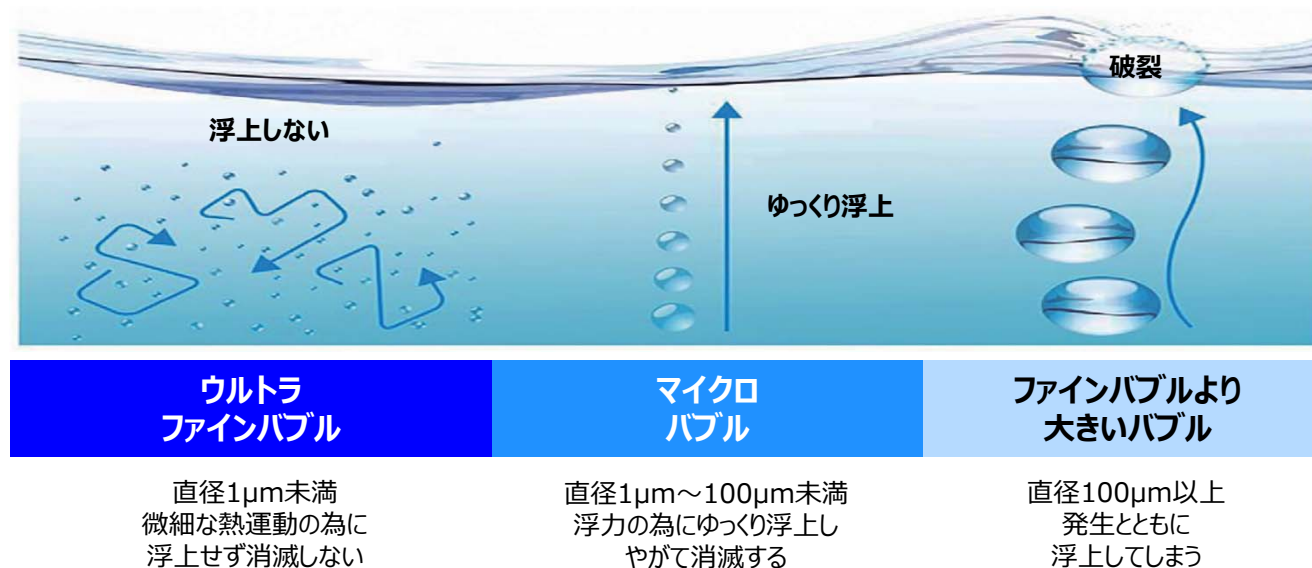 破裂
浮上しない
ゆっくり浮上
ウルトラ
ファインバブル
マイクロ
バブル
ファインバブルより
大きいバブル
直径1μm未満
微細な熱運動の為に
浮上せず消滅しない
直径1μm～100μm未満
浮力の為にゆっくり浮上し
やがて消滅する
直径100μm以上
発生とともに
浮上してしまう